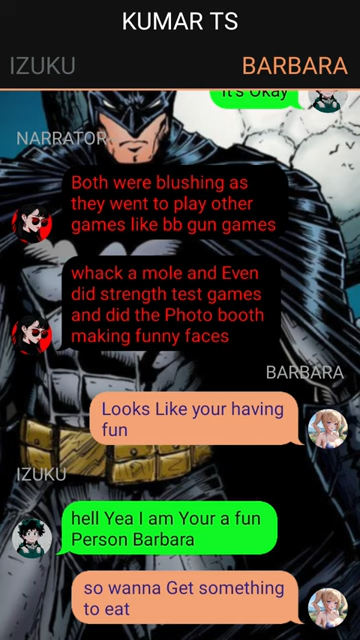 KUMAR TS
IZUKU
BARBARA
It's Okay
NARRATOR
Both were blushing as
they went to play other
games like bb gun games
whack a mole and Even
did strength test games
and did the Photo booth
making funny faces
BARBARA
Looks Like your having
fun
IZUKU
hell Yea I am Your a fun
Person Barbara
so wanna Get something
to eat